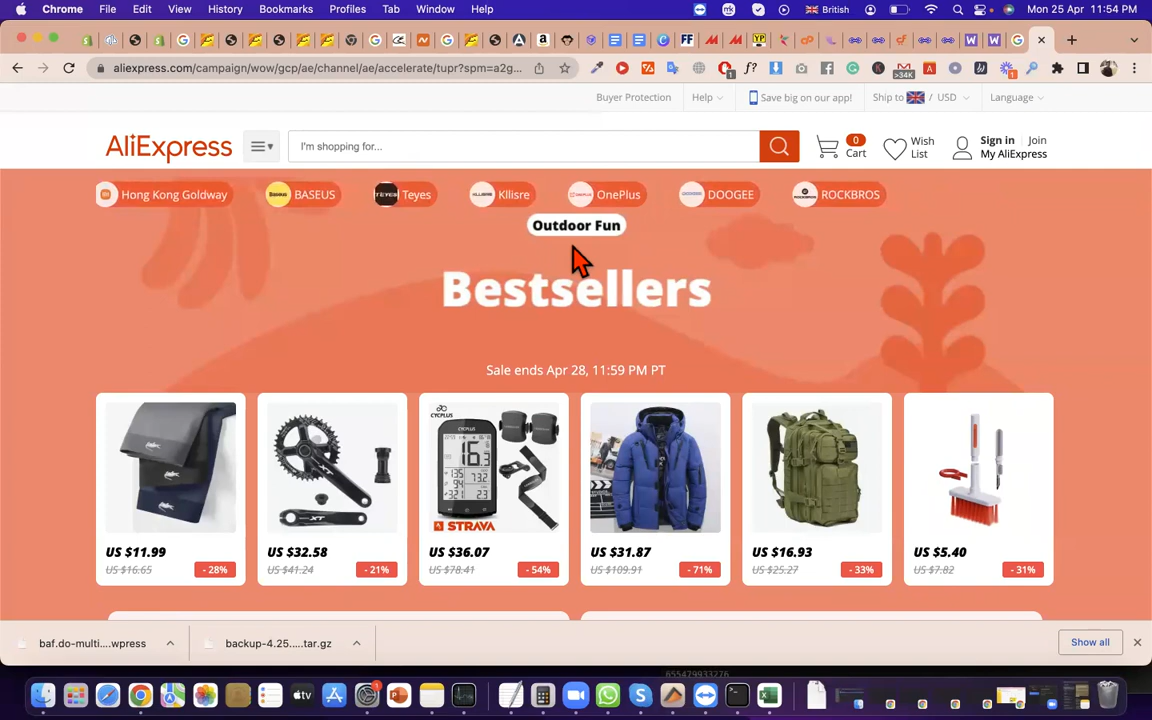 Chrome File Edit View History Bookmarks Profiles Tab Window Help British Mon 25 Apr 11:54 PM
aliexpress.com/campaign/wow/gcp/ae/channel/ae/accelerate/tupr?spm=a2g...
Buyer Protection Help Save big on our app! Ship to / USD Language
AliExpress I'm shopping for... 0 Cart Wish List Sign in Join My AliExpress
Hong Kong Goldway BASEUS Teyes Kllisre OnePlus DOOGEE ROCKBROS
Outdoor Fun
Bestsellers
Sale ends Apr 28, 11:59 PM PT
CYCPLUS
16.3
STRAVA
XT
US $11.99 US $32.58 US $36.07 US $31.87 US $16.93 US $5.40
US $16.65 - 28% US $41.24 - 21% US $78.41 - 54% US $109.91 - 71% US $25.27 - 33% US $7.82 - 31%
baf.do-multi....wpress backup-4.25.....tar.gz Show all
655479933276